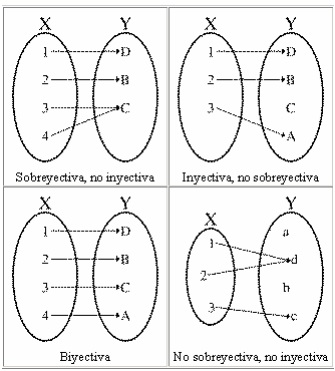 X Y
1 D
2 B
3 C
4
Sobreyectiva, no inyectiva
X Y
1 D
2 B
3 C
A
Inyectiva, no sobreyectiva
X Y
1 D
2 B
3 C
4 A
Biyectiva
X Y
1 a
2 d
b
3 c
No sobreyectiva, no inyectiva